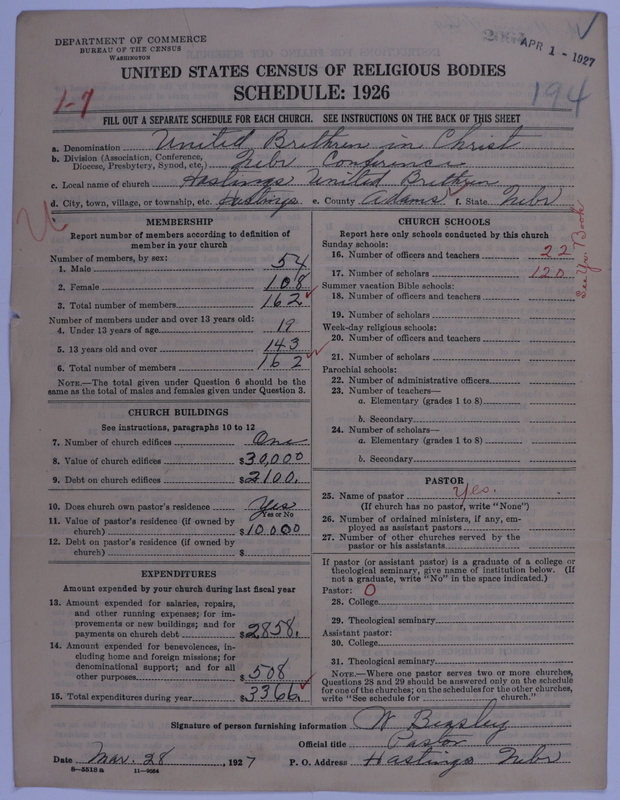 DEPARTMENT OF COMMERCE
BUREAU OF THE CENSUS
WASHINGTON
APR 1 - 1927
UNITED STATES CENSUS OF RELIGIOUS BODIES
SCHEDULE: 1926
1-7
194
FILL OUT A SEPARATE SCHEDULE FOR EACH CHURCH. SEE INSTRUCTIONS ON THE BACK OF THIS SHEET
a. Denomination United Brethren in Christ
b. Division (Association, Conference, Diocese, Presbytery, Synod, etc.) Nebr Conference
c. Local name of church Hastings United Brethren
d. City, town, village, or township, etc. Hastings e. County Adams f. State Nebr
MEMBERSHIP
Report number of members according to definition of
member in your church
Number of members, by sex:
1. Male 54
2. Female 108
3. Total number of members 162
Number of members under and over 13 years old:
4. Under 13 years of age 19
5. 13 years old and over 143
6. Total number of members 162
NOTE.—The total given under Question 6 should be
same as the total of males and females given under Question 3.
CHURCH BUILDINGS
See instructions, paragraphs 10 to 12
7. Number of church edifices One
8. Value of church edifices $30,000
9. Debt on church edifices $2100.
10. Does church own pastor's residence Yes
Yes or No
11. Value of pastor's residence (if owned by
church) $10,000
12. Debt on pastor's residence (if owned by
church) $
EXPENDITURES
Amount expended by your church during last fiscal year
13. Amount expended for salaries, repairs,
and other running expenses; for im-
provements or new buildings; and for
payments on church debt $2858.
14. Amount expended for benevolences, in-
cluding home and foreign missions; for
denominational support; and for all
other purposes $508
15. Total expenditures during year $3366
CHURCH SCHOOLS
Report here only schools conducted by this church
Sunday schools:
16. Number of officers and teachers 22
17. Number of scholars 120
See Yr. Book
Summer vacation Bible schools:
18. Number of officers and teachers
19. Number of scholars
Week-day religious schools:
20. Number of officers and teachers
21. Number of scholars
Parochial schools:
22. Number of administrative officers
23. Number of teachers—
a. Elementary (grades 1 to 8)
b. Secondary
24. Number of scholars—
a. Elementary (grades 1 to 8)
b. Secondary
PASTOR
25. Name of pastor Yes.
(If church has no pastor, write "None")
26. Number of ordained ministers, if any, em-
ployed as assistant pastors
27. Number of other churches served by the
pastor or his assistants
If pastor (or assistant pastor) is a graduate of a college or
theological seminary, give name of institution below. (If
not a graduate, write "No" in the space indicated.)
Pastor: O
28. College
29. Theological seminary
Assistant pastor:
30. College
31. Theological seminary
NOTE.—Where one pastor serves two or more churches,
Questions 28 and 29 should be answered only on the schedule
for one of the churches; on the schedules for the other churches,
write "See schedule for church."
Signature of person furnishing information W Beasley
Official title Pastor
Date Mar. 28, 1927 P. O. Address Hastings Nebr
8-5518a 11-9084